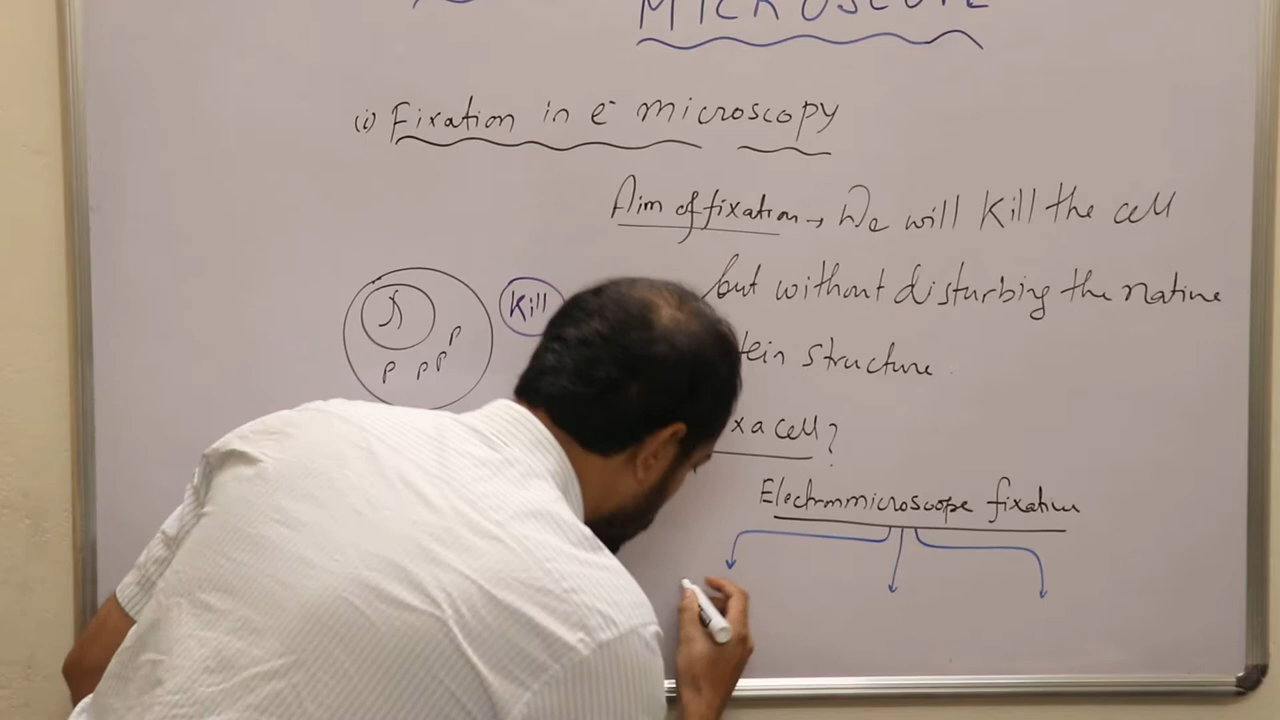 MICROSCOPE
(i) Fixation in e⁻ microscopy
Aim of fixation → We will Kill the cell
but without disturbing the native
tein structure.
x a cell?
Electronmicroscope fixation
Kill
P P P P